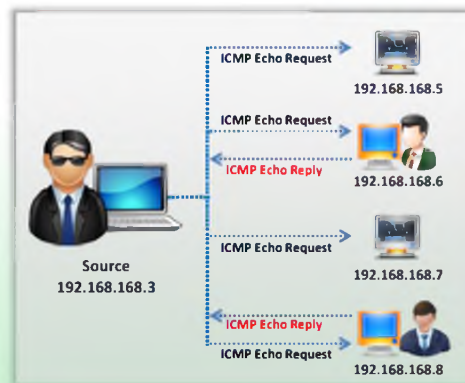 ICMP Echo Request
192.168.168.5
ICMP Echo Request
ICMP Echo Reply
192.168.168.6
Source
192.168.168.3
ICMP Echo Request
192.168.168.7
ICMP Echo Reply
ICMP Echo Request
192.168.168.8